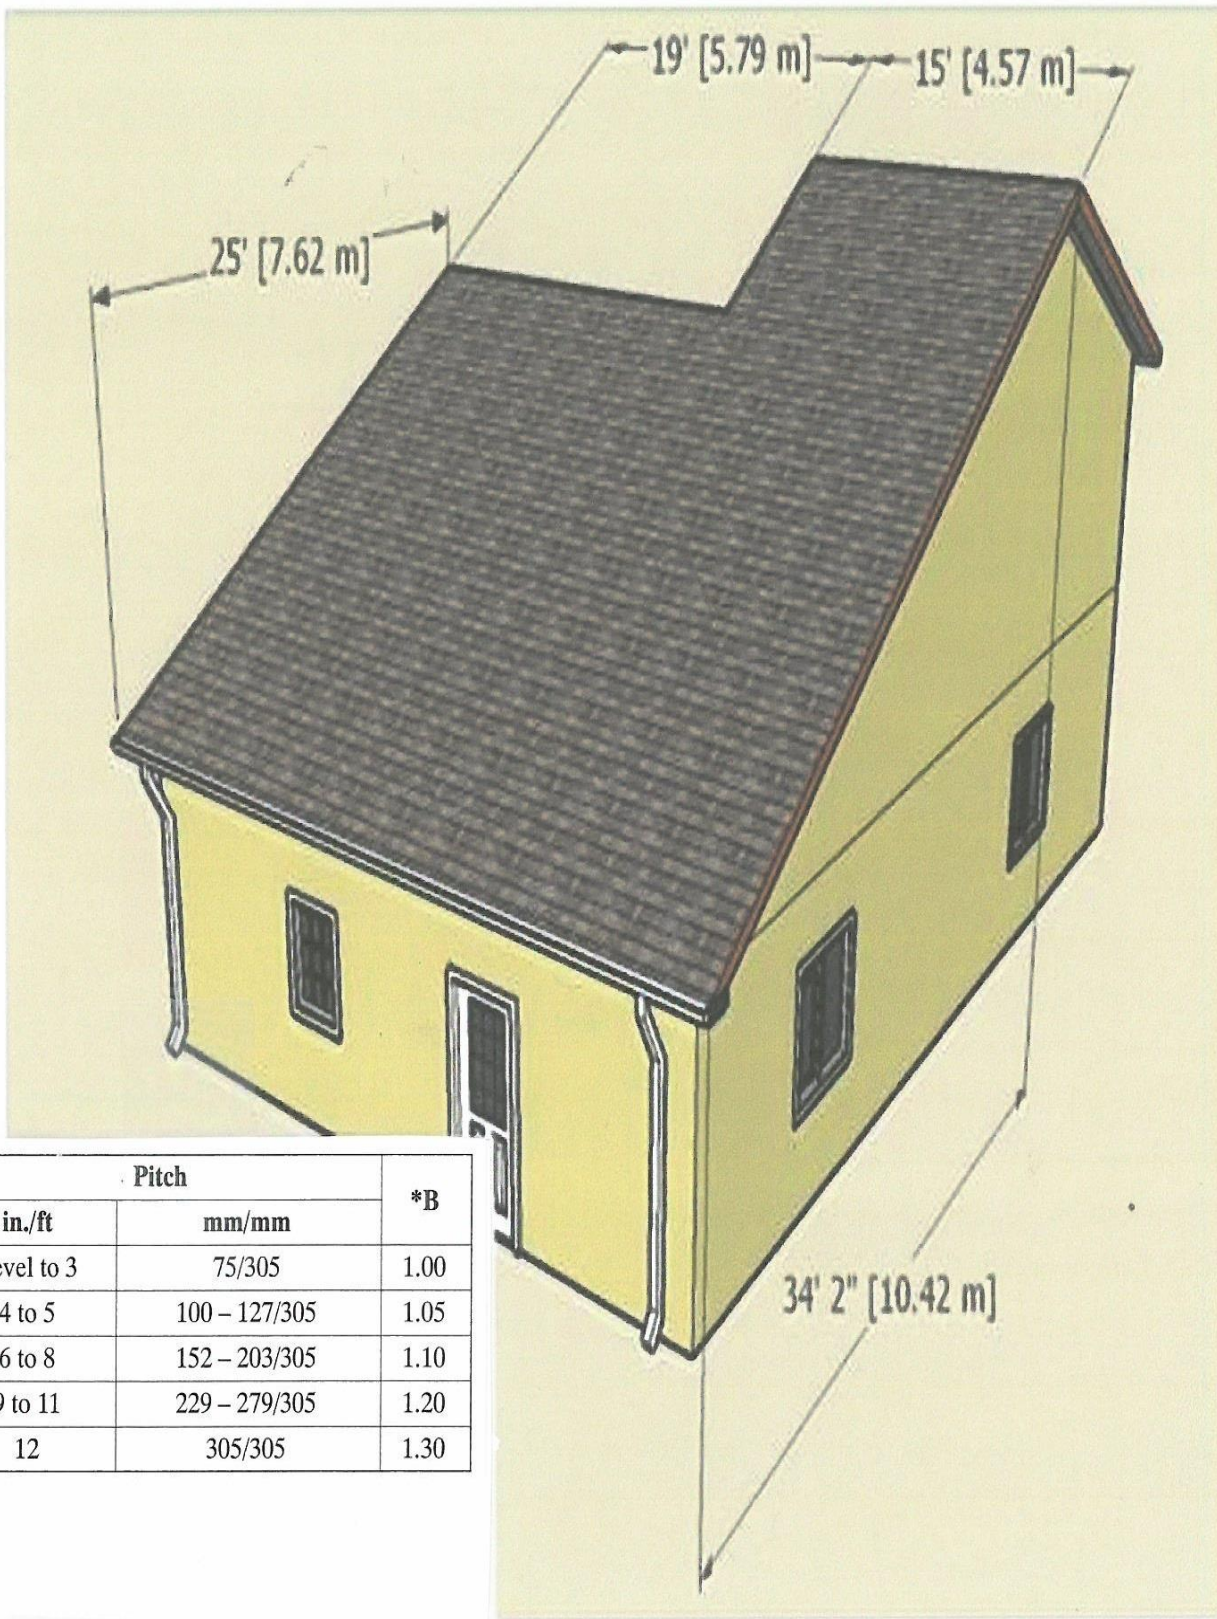 19' [5.79 m]
15' [4.57 m]
25' [7.62 m]
34' 2" [10.42 m]
Pitch *B
in./ft mm/mm
to 3 75/305 1.00
4 to 5 100 – 127/305 1.05
6 to 8 152 – 203/305 1.10
to 11 229 – 279/305 1.20
12 305/305 1.30